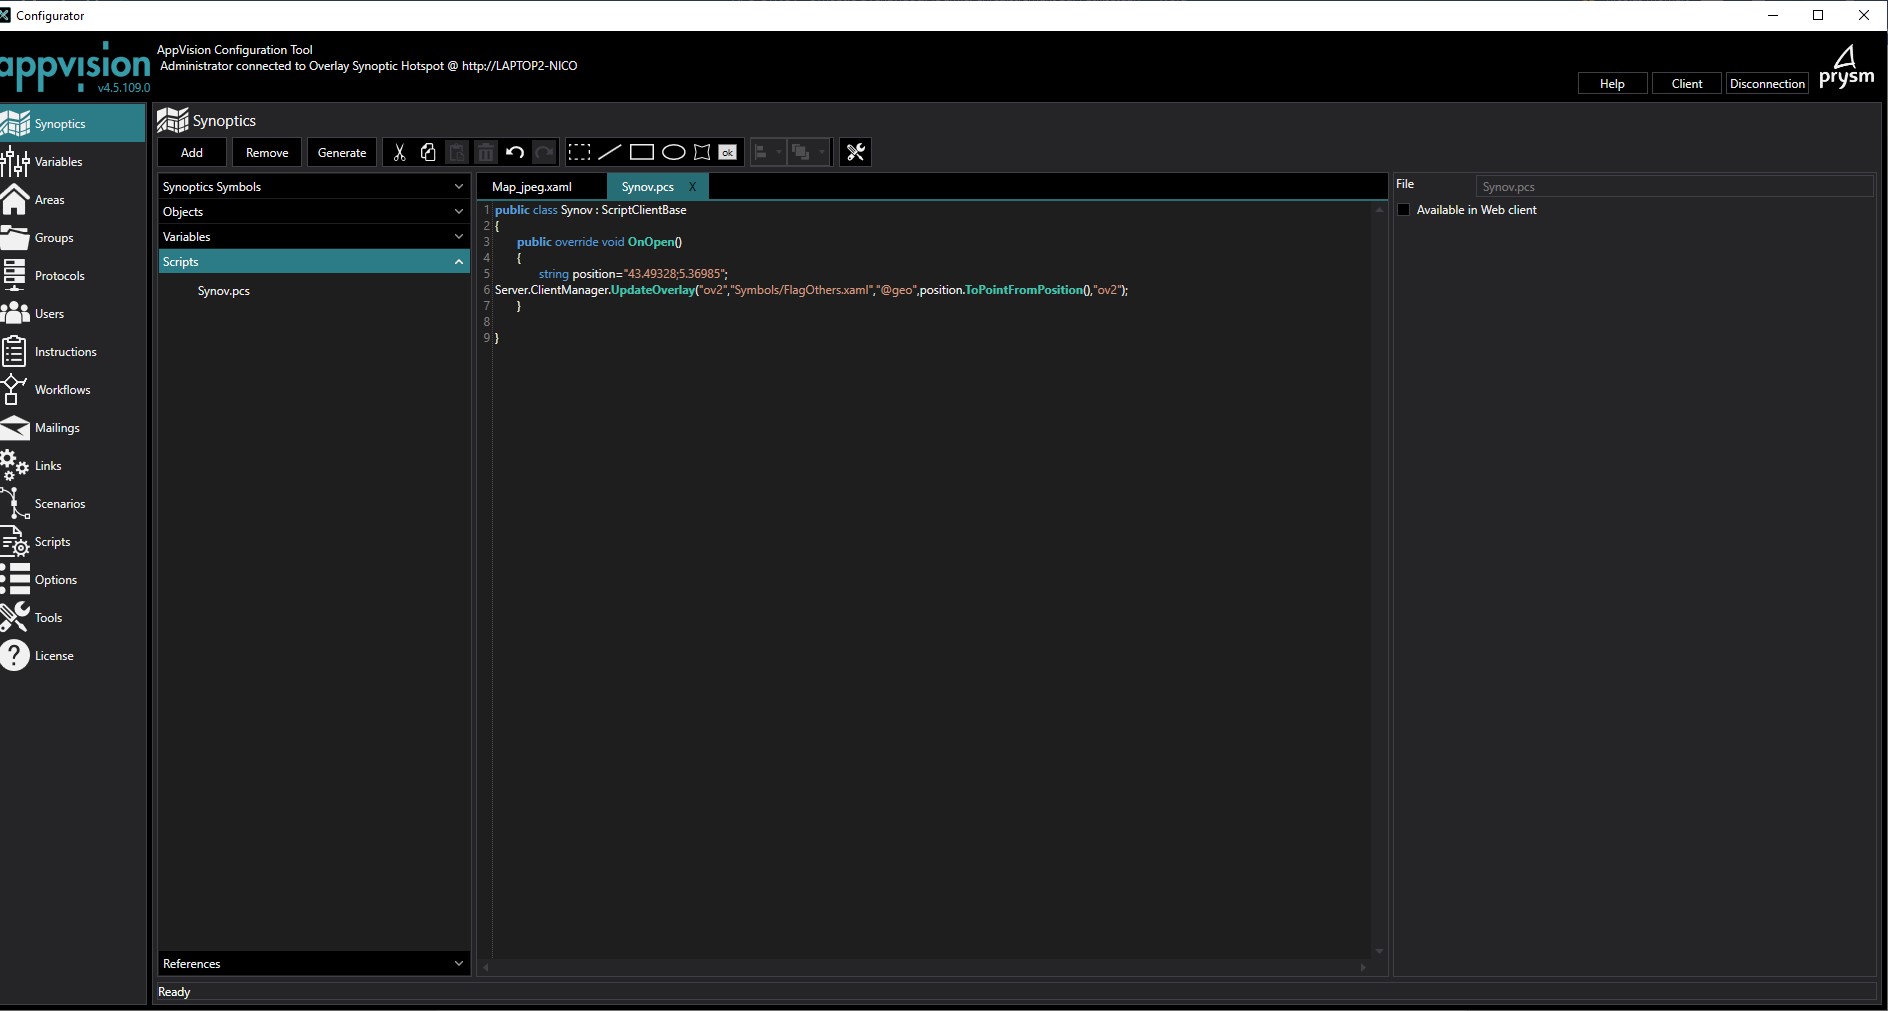 Configurator
appvision
v4.5.109.0
AppVision Configuration Tool
Administrator connected to Overlay Synoptic Hotspot @ http://LAPTOP2-NICO
Help
Client
Disconnection
prysm
Synoptics
Variables
Areas
Groups
Protocols
Users
Instructions
Workflows
Mailings
Links
Scenarios
Scripts
Options
Tools
License
Synoptics
Add
Remove
Generate
ok
Synoptics Symbols
Objects
Variables
Scripts
Synov.pcs
References
Map_jpeg.xaml
Synov.pcs X
1 public class Synov : ScriptClientBase
2 {
3 public override void OnOpen()
4 {
5 string position="43.49328;5.36985";
6 Server.ClientManager.UpdateOverlay("ov2","Symbols/FlagOthers.xaml","@geo",position.ToPointFromPosition(),"ov2");
7 }
8
9 }
File
Synov.pcs
Available in Web client
Ready